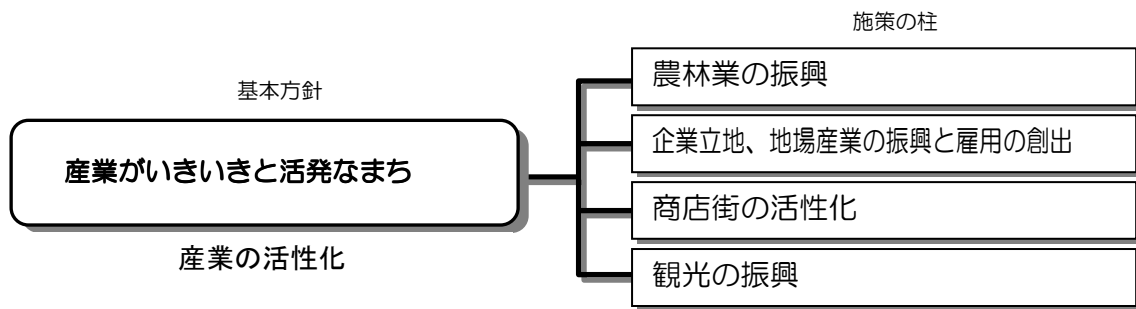 施策の柱
基本方針
産業がいきいきと活発なまち
産業の活性化
農林業の振興
企業立地、地場産業の振興と雇用の創出
商店街の活性化
観光の振興